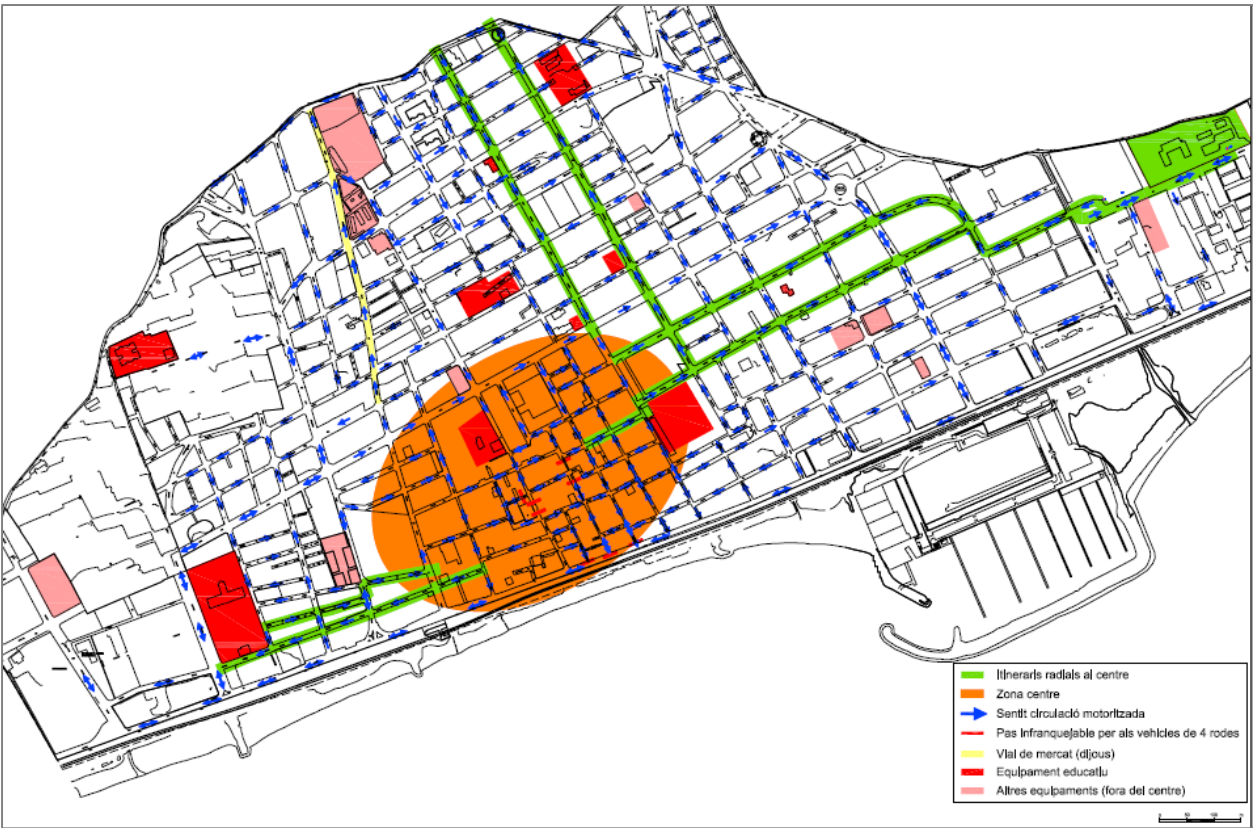 Itineraris radials al centre
Zona centre
Sentit circulació motoritzada
Pas infranquejable per als vehicles de 4 rodes
Vial de mercat (dijous)
Equipament educatiu
Altres equipaments (fora del centre)